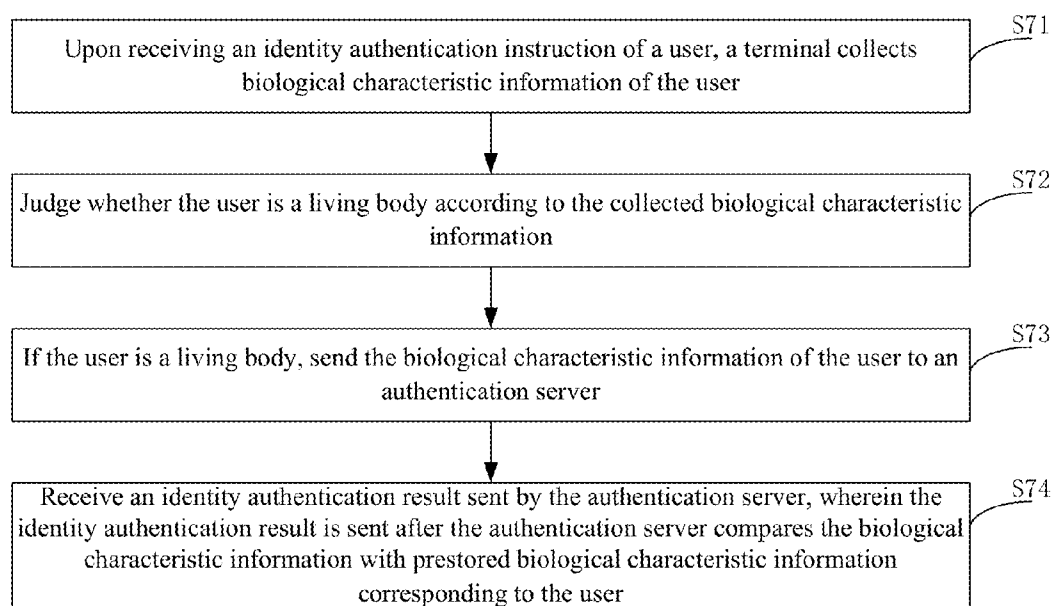 S71
Upon receiving an identity authentication instruction of a user, a terminal collects
biological characteristic information of the user
S72
Judge whether the user is a living body according to the collected biological characteristic
information
S73
If the user is a living body, send the biological characteristic information of the user to an
authentication server
S74
Receive an identity authentication result sent by the authentication server, wherein the
identity authentication result is sent after the authentication server compares the biological
characteristic information with prestored biological characteristic information
corresponding to the user